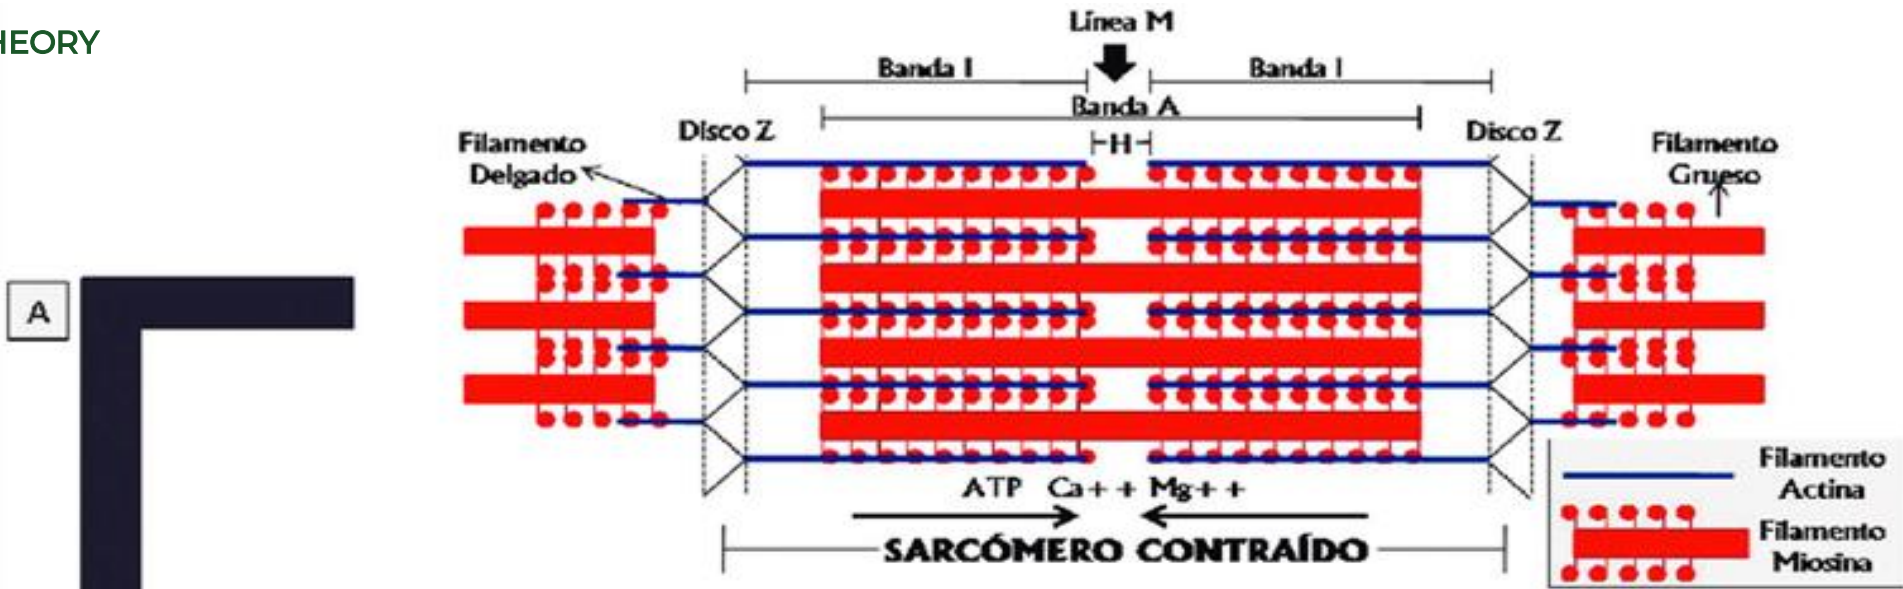 HEORY
Línea M
Banda I
Banda I
Banda A
H
Disco Z
Disco Z
Filamento
Delgado
Filamento
Grueso
A
ATP Ca++ Mg++
SARCÓMERO CONTRAÍDO
Filamento
Actina
Filamento
Miosina